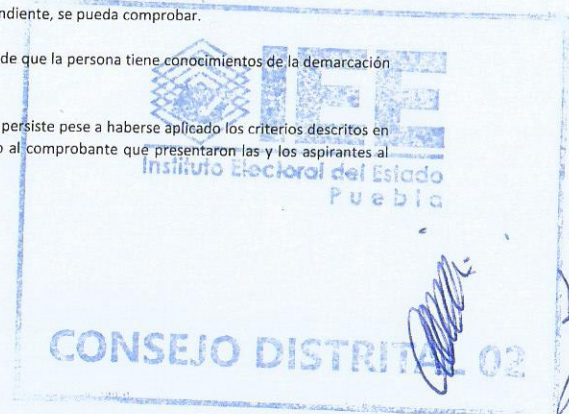 ndiente, se pueda comprobar.
de que la persona tiene conocimientos de la demarcación
persiste pese a haberse aplicado los criterios descritos en
o al comprobante que presentaron las y los aspirantes al
IEE
Instituto Electoral del Estado
Puebla
CONSEJO DISTRITAL 02